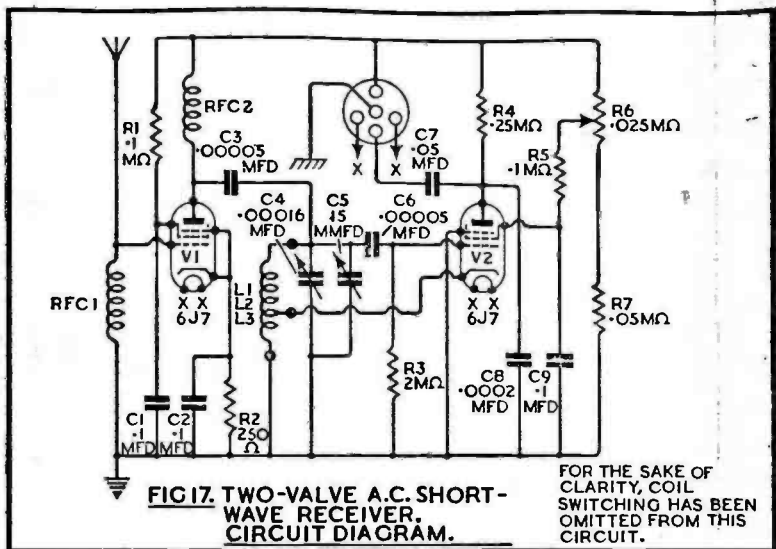 RFC2
R1
.1
MΩ
C3
.00005
MFD
C7
.05
MFD
R4
.25MΩ
R6
.025MΩ
R5
.1MΩ
X X
C4
.00016
MFD
C5
15
MMFD
C6
.00005
MFD
V1
V2
RFC1
L1
L2
L3
X X
6J7
X X
6J7
R7
.05MΩ
R3
2MΩ
C8
.0002
MFD
C9
.1
MFD
C1
.1
MFD
C2
.1
MFD
R2
250
Ω
FIG 17. TWO-VALVE A.C. SHORT-
WAVE RECEIVER.
CIRCUIT DIAGRAM.
FOR THE SAKE OF
CLARITY, COIL
SWITCHING HAS BEEN
OMITTED FROM THIS
CIRCUIT.